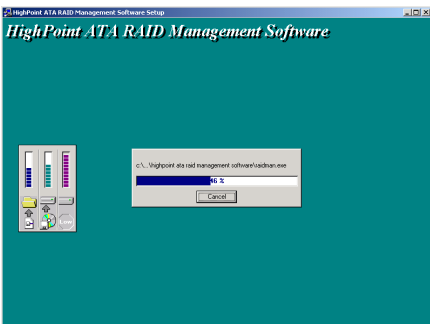 HighPoint ATA RAID Management Software Setup
HighPoint ATA RAID Management Software
c:\...\highpoint ata raid management software\raidman.exe
46 %
Cancel